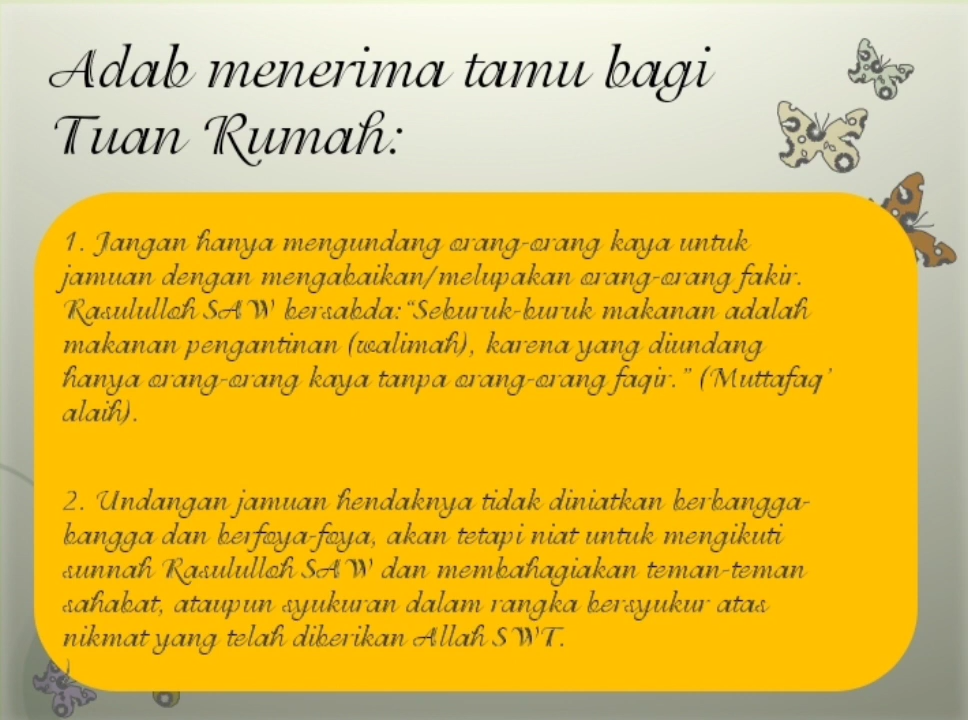 Adab menerima tamu bagi
Tuan Rumah:
1. Jangan hanya mengundang orang-orang kaya untuk
jamuan dengan mengabaikan/melupakan orang-orang fakir.
Rasululloh SAW bersabda:"Seburuk-buruk makanan adalah
makanan pengantinan (walimah), karena yang diundang
hanya orang-orang kaya tanpa orang-orang faqir." (Muttafaq'
alaih).
2. Undangan jamuan hendaknya tidak diniatkan berbangga-
bangga dan berfoya-foya, akan tetapi niat untuk mengikuti
sunnah Rasululloh SAW dan membahagiakan teman-teman
sahabat, ataupun syukuran dalam rangka bersyukur atas
nikmat yang telah diberikan Allah SWT.
)